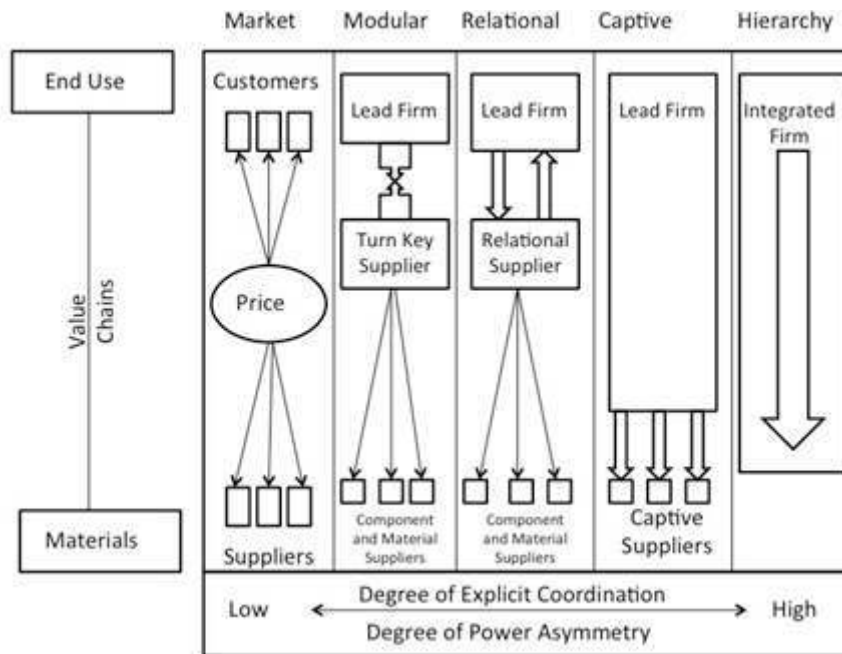 Market Modular Relational Captive Hierarchy
End Use
Value
Chains
Materials
Customers
Price
Suppliers
Lead Firm
Turn Key
Supplier
Component
and Material
Suppliers
Lead Firm
Relational
Supplier
Component
and Material
Suppliers
Lead Firm
Captive
Suppliers
Integrated
Firm
Degree of Explicit Coordination
Low High
Degree of Power Asymmetry